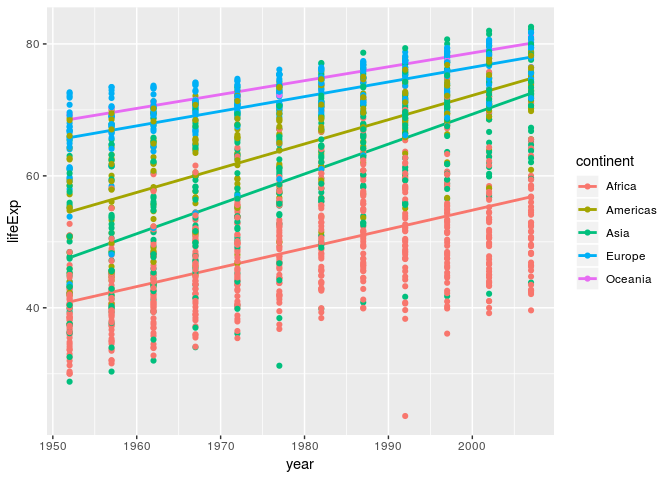 80
60
40
lifeExp
1950
1960
1970
1980
1990
2000
year
continent
Africa
Americas
Asia
Europe
Oceania